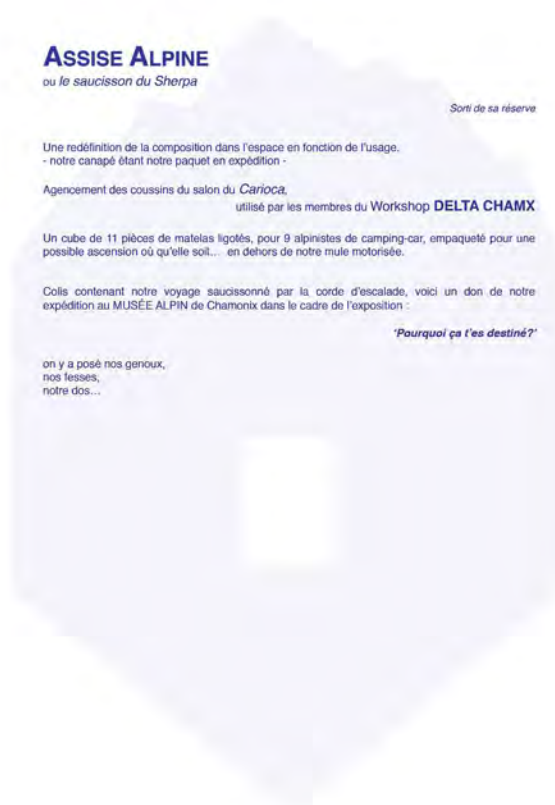 ASSISE ALPINE
ou le saucisson du Sherpa
Sorti de sa réserve
Une redéfinition de la composition dans l'espace en fonction de l'usage.
- notre canapé étant notre paquet en expédition -
Agencement des coussins du salon du Carioca,
utilisé par les membres du Workshop DELTA CHAMX
Un cube de 11 pièces de matelas ligotés, pour 9 alpinistes de camping-car, empaqueté pour une
possible ascension où qu'elle soit... en dehors de notre mule motorisée.
Colis contenant notre voyage saucissonné par la corde d'escalade, voici un don de notre
expédition au MUSÉE ALPIN de Chamonix dans le cadre de l'exposition :
'Pourquoi ça t'es destiné?'
on y a posé nos genoux,
nos fesses,
notre dos...